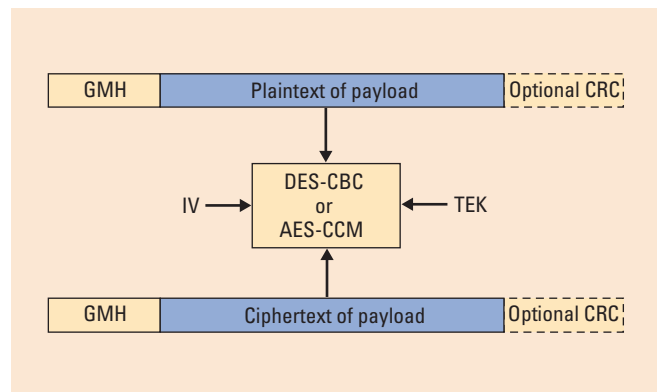 GMH Plaintext of payload Optional CRC
DES-CBC
or
AES-CCM
IV
TEK
GMH Ciphertext of payload Optional CRC